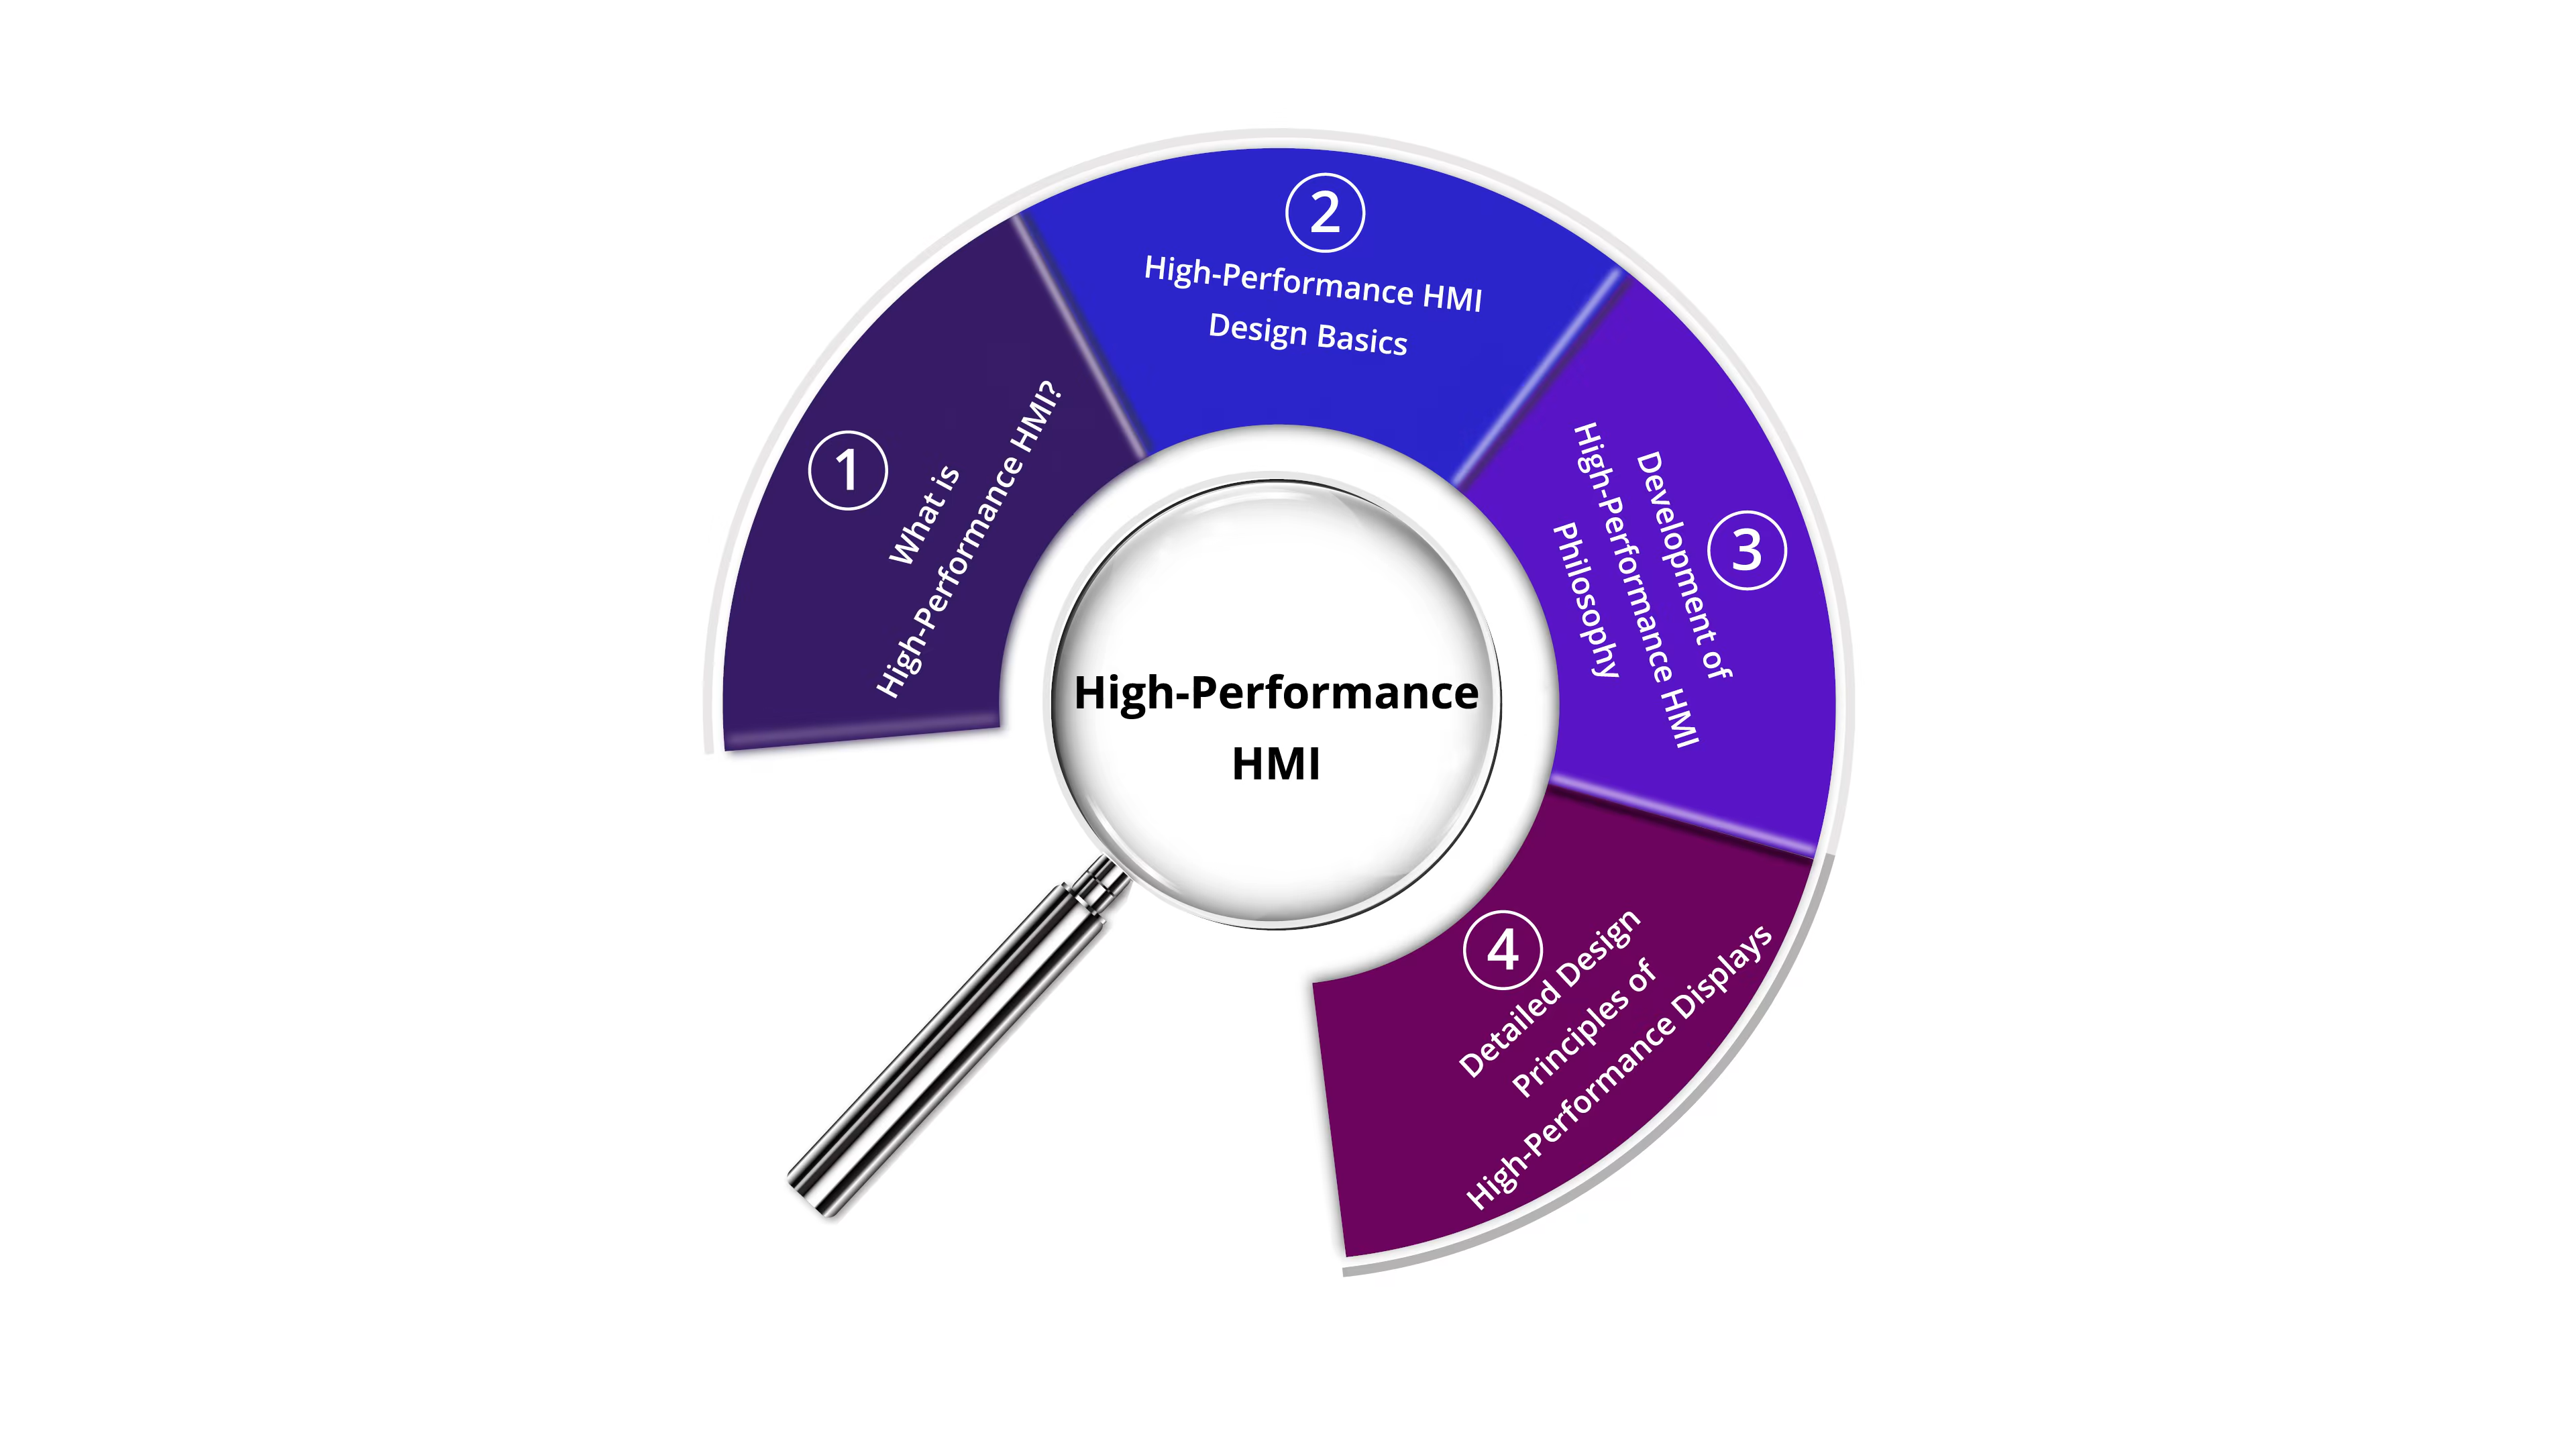 1
What is
High-Performance HMI?
2
High-Performance HMI
Design Basics
3
Development of
High-Performance HMI
Philosophy
4
Detailed Design
Principles of
High-Performance Displays
High-Performance
HMI